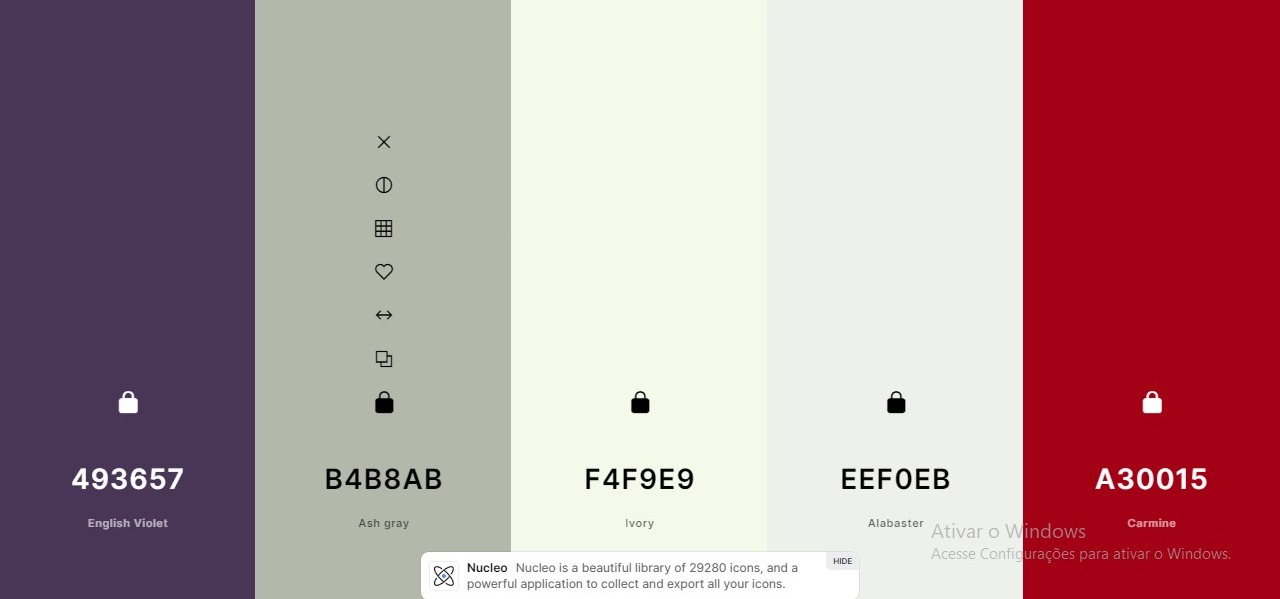 493657
B4B8AB
F4F9E9
EEF0EB
A30015
English Violet
Ash gray
Ivory
Alabaster
Carmine
Ativar o Windows
Acesse Configurações para ativar o Windows.
Nucleo Nucleo is a beautiful library of 29280 icons, and a
powerful application to collect and export all your icons.
HIDE